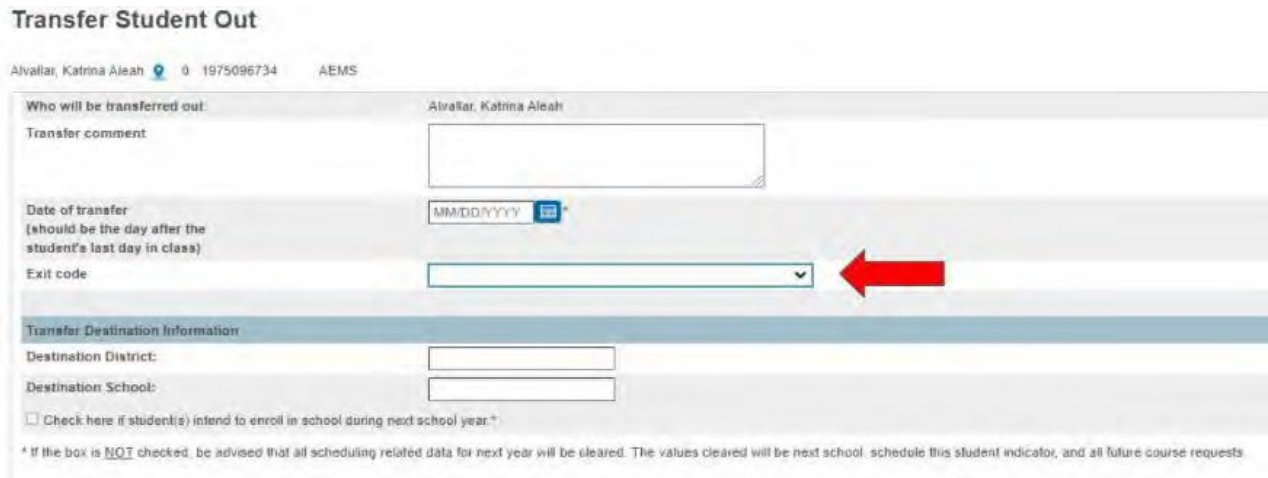 Transfer Student Out
Alvallar, Katrina Aleah 0 1975096734 AEMS
Who will be transferred out: Alvallar, Katrina Aleah
Transfer comment
Date of transfer MM/DD/YYYY *
(should be the day after the
student's last day in class)
Exit code
Transfer Destination Information
Destination District:
Destination School:
Check here if student(s) intend to enroll in school during next school year.*
* If the box is NOT checked, be advised that all scheduling related data for next year will be cleared. The values cleared will be next school, schedule this student indicator, and all future course requests